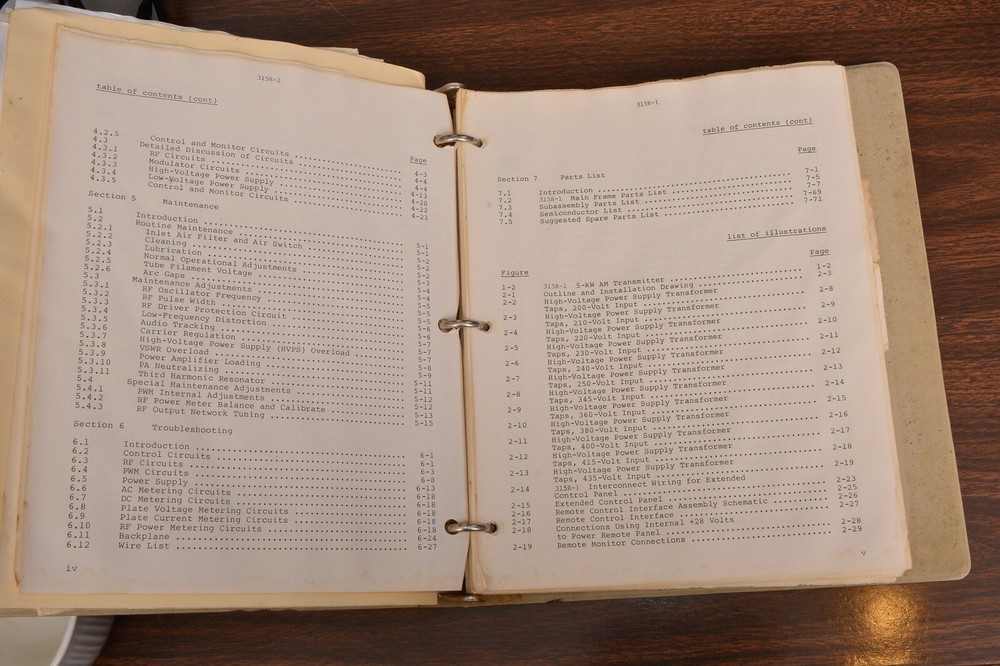 315R-1
table of contents (cont)
Page
4.2.5 Control and Monitor Circuits 4-3
4.3 Detailed Discussion of Circuits 4-4
4.3.1 RF Circuits 4-4
4.3.2 Modulator Circuits
4.3.3 High-Voltage Power Supply 4-20
4.3.4 Low-Voltage Power Supply 4-22
4.3.5 Control and Monitor Circuits
Section 5 Maintenance
5.1 Introduction 5-1
5.2 Routine Maintenance 5-1
5.2.1 Inlet Air Filter and Air Switch 5-2
5.2.2 Cleaning 5-2
5.2.3 Lubrication 5-2
5.2.4 Normal Operational Adjustments 5-3
5.2.5 Tube Filament Voltage 5-4
5.2.6 Arc Gaps 5-4
5.3 Maintenance Adjustments 5-5
5.3.1 RF Oscillator Frequency 5-5
5.3.2 RF Pulse Width 5-5
5.3.3 RF Driver Protection Circuit 5-6
5.3.4 Low-Frequency Distortion 5-6
5.3.5 Audio Tracking 5-7
5.3.6 Carrier Regulation 5-7
5.3.7 High-Voltage Power Supply (HVPS) Overload 5-7
5.3.8 VSWR Overload 5-8
5.3.9 Power Amplifier Loading 5-9
5.3.10 PA Neutralizing 5-11
5.3.11 Third Harmonic Resonator 5-11
5.4 Special Maintenance Adjustments 5-12
5.4.1 PWM Internal Adjustments 5-12
5.4.2 RF Power Meter Balance and Calibrate 5-13
5.4.3 RF Output Network Tuning 5-15
Section 6 Troubleshooting
6.1 Introduction 6-1
6.2 Control Circuits 6-1
6.3 RF Circuits 6-3
6.4 PWM Circuits 6-8
6.5 Power Supply 6-13
6.6 AC Metering Circuits 6-18
6.7 DC Metering Circuits 6-18
6.8 Plate Voltage Metering Circuits 6-18
6.9 Plate Current Metering Circuits 6-18
6.10 RF Power Metering Circuits 6-18
6.11 Backplane 6-24
6.12 Wire List 6-27
iv
315R-1
table of contents (cont)
Page
Section 7 Parts List
7.1 Introduction 7-1
7.2 315R-1 Main Frame Parts List 7-5
7.3 Subassembly Parts List 7-7
7.4 Semiconductor List 7-69
7.5 Suggested Spare Parts List 7-71
list of illustrations
Figure Page
1-2 315R-1 5-kW AM Transmitter 1-2
2-1 Outline and Installation Drawing 2-3
2-2 High-Voltage Power Supply Transformer
Taps, 200-Volt Input 2-8
2-3 High-Voltage Power Supply Transformer
Taps, 210-Volt Input 2-9
2-4 High-Voltage Power Supply Transformer
Taps, 220-Volt Input 2-10
2-5 High-Voltage Power Supply Transformer
Taps, 230-Volt Input 2-11
2-6 High-Voltage Power Supply Transformer
Taps, 240-Volt Input 2-12
2-7 High-Voltage Power Supply Transformer
Taps, 250-Volt Input 2-13
2-8 High-Voltage Power Supply Transformer
Taps, 345-Volt Input 2-14
2-9 High-Voltage Power Supply Transformer
Taps, 360-Volt Input 2-15
2-10 High-Voltage Power Supply Transformer
Taps, 380-Volt Input 2-16
2-11 High-Voltage Power Supply Transformer
Taps, 400-Volt Input 2-17
2-12 High-Voltage Power Supply Transformer
Taps, 415-Volt Input 2-18
2-13 High-Voltage Power Supply Transformer
Taps, 435-Volt Input 2-19
2-14 315R-1 Interconnect Wiring for Extended
Control Panel 2-23
2-15 Extended Control Panel 2-25
2-16 Remote Control Interface Assembly Schematic 2-26
2-17 Remote Control Interface 2-27
2-18 Connections Using Internal +28 Volts
to Power Remote Panel 2-28
2-19 Remote Monitor Connections 2-29
v